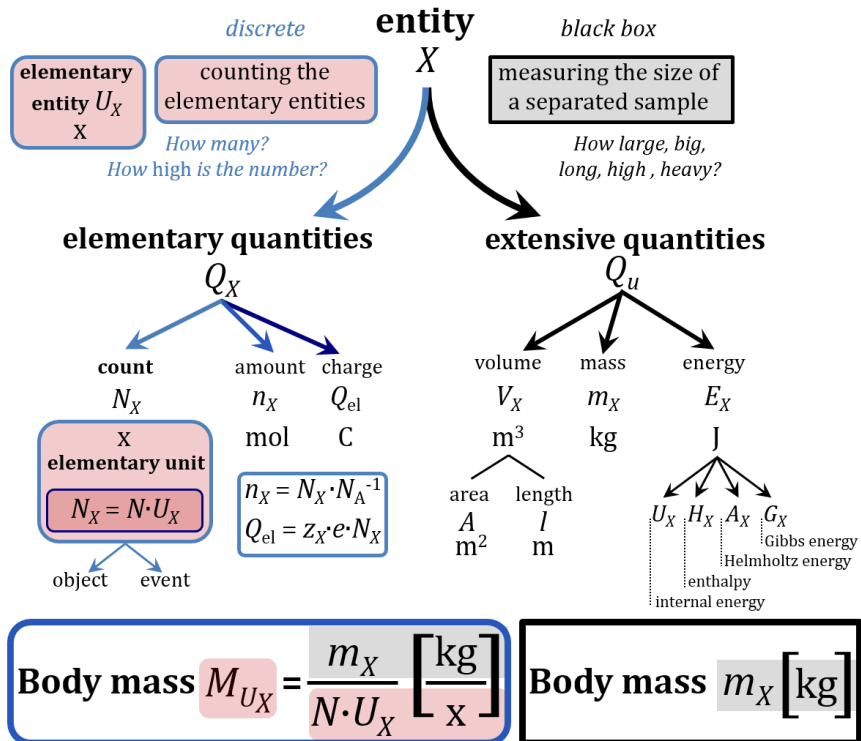 entity
X
discrete
black box
elementary
entity U_X
x
counting the
elementary entities
measuring the size of
a separated sample
How many?
How high is the number?
How large, big,
long, high , heavy?
elementary quantities
Q_X
extensive quantities
Q_u
count
N_X
x
elementary unit
N_X = N·U_X
object
event
amount
n_X
mol
charge
Q_el
C
n_X = N_X·N_A⁻¹
Q_el = z_X·e·N_X
volume
V_X
m³
area
A
m²
length
l
m
mass
m_X
kg
energy
E_X
J
U_X H_X A_X G_X
Gibbs energy
Helmholtz energy
enthalpy
internal energy
Body mass M_{U_X} = m_X / N·U_X [kg / x]
Body mass m_X [kg]